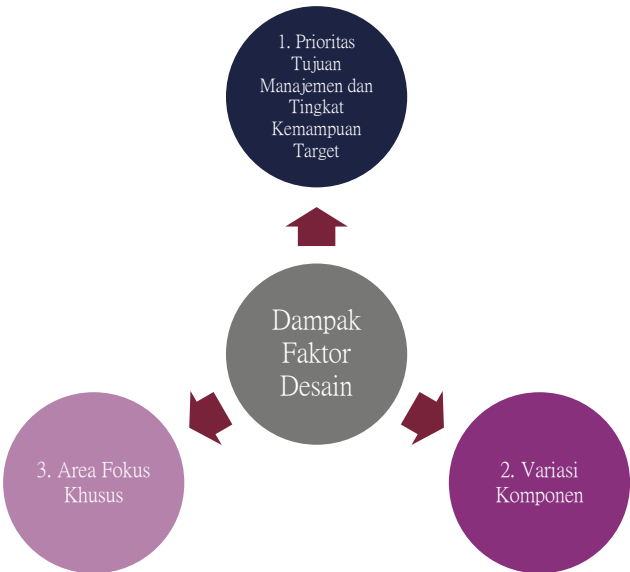 1. Prioritas
Tujuan
Manajemen dan
Tingkat
Kemampuan
Target
Dampak
Faktor
Desain
3. Area Fokus
Khusus
2. Variasi
Komponen